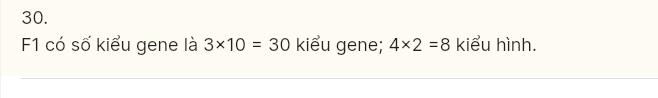 30.
F1 có số kiểu gene là 3×10 = 30 kiểu gene; 4×2 =8 kiểu hình.